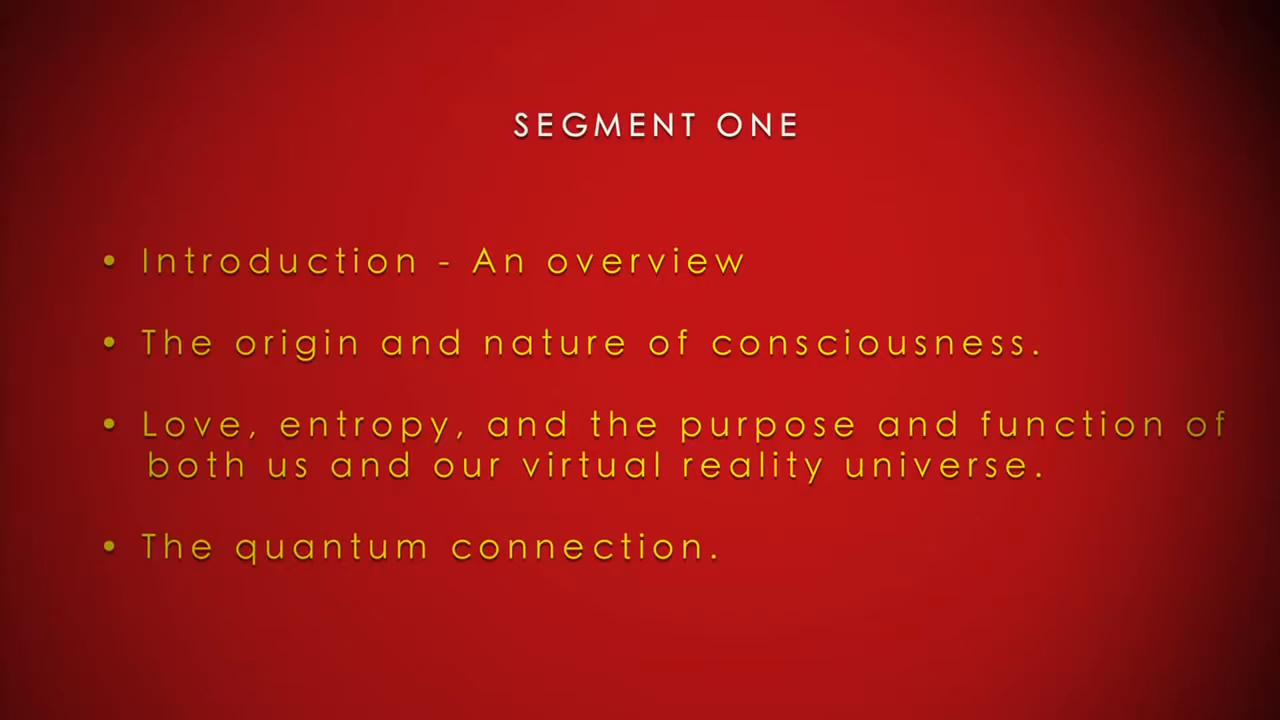 SEGMENT ONE
• Introduction - An overview
• The origin and nature of consciousness.
• Love, entropy, and the purpose and function of
both us and our virtual reality universe.
• The quantum connection.